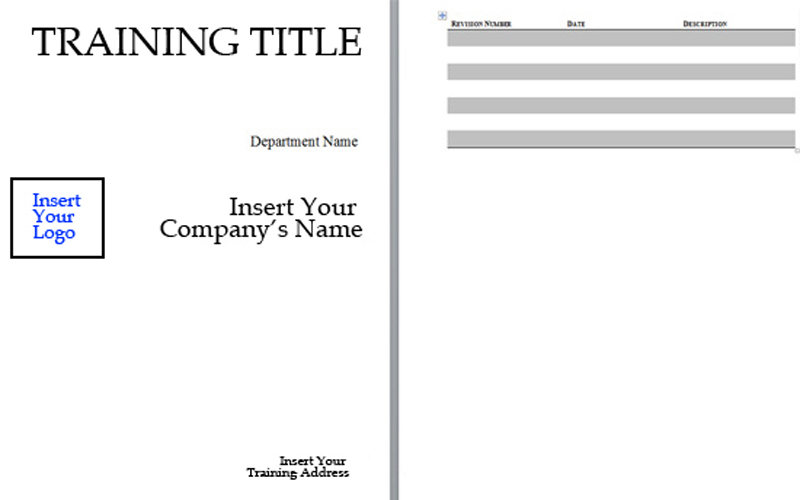 TRAINING TITLE
Department Name
Insert
Your
Logo
Insert Your
Company’s Name
Insert Your
Training Address
REVISION NUMBER DATE DESCRIPTION